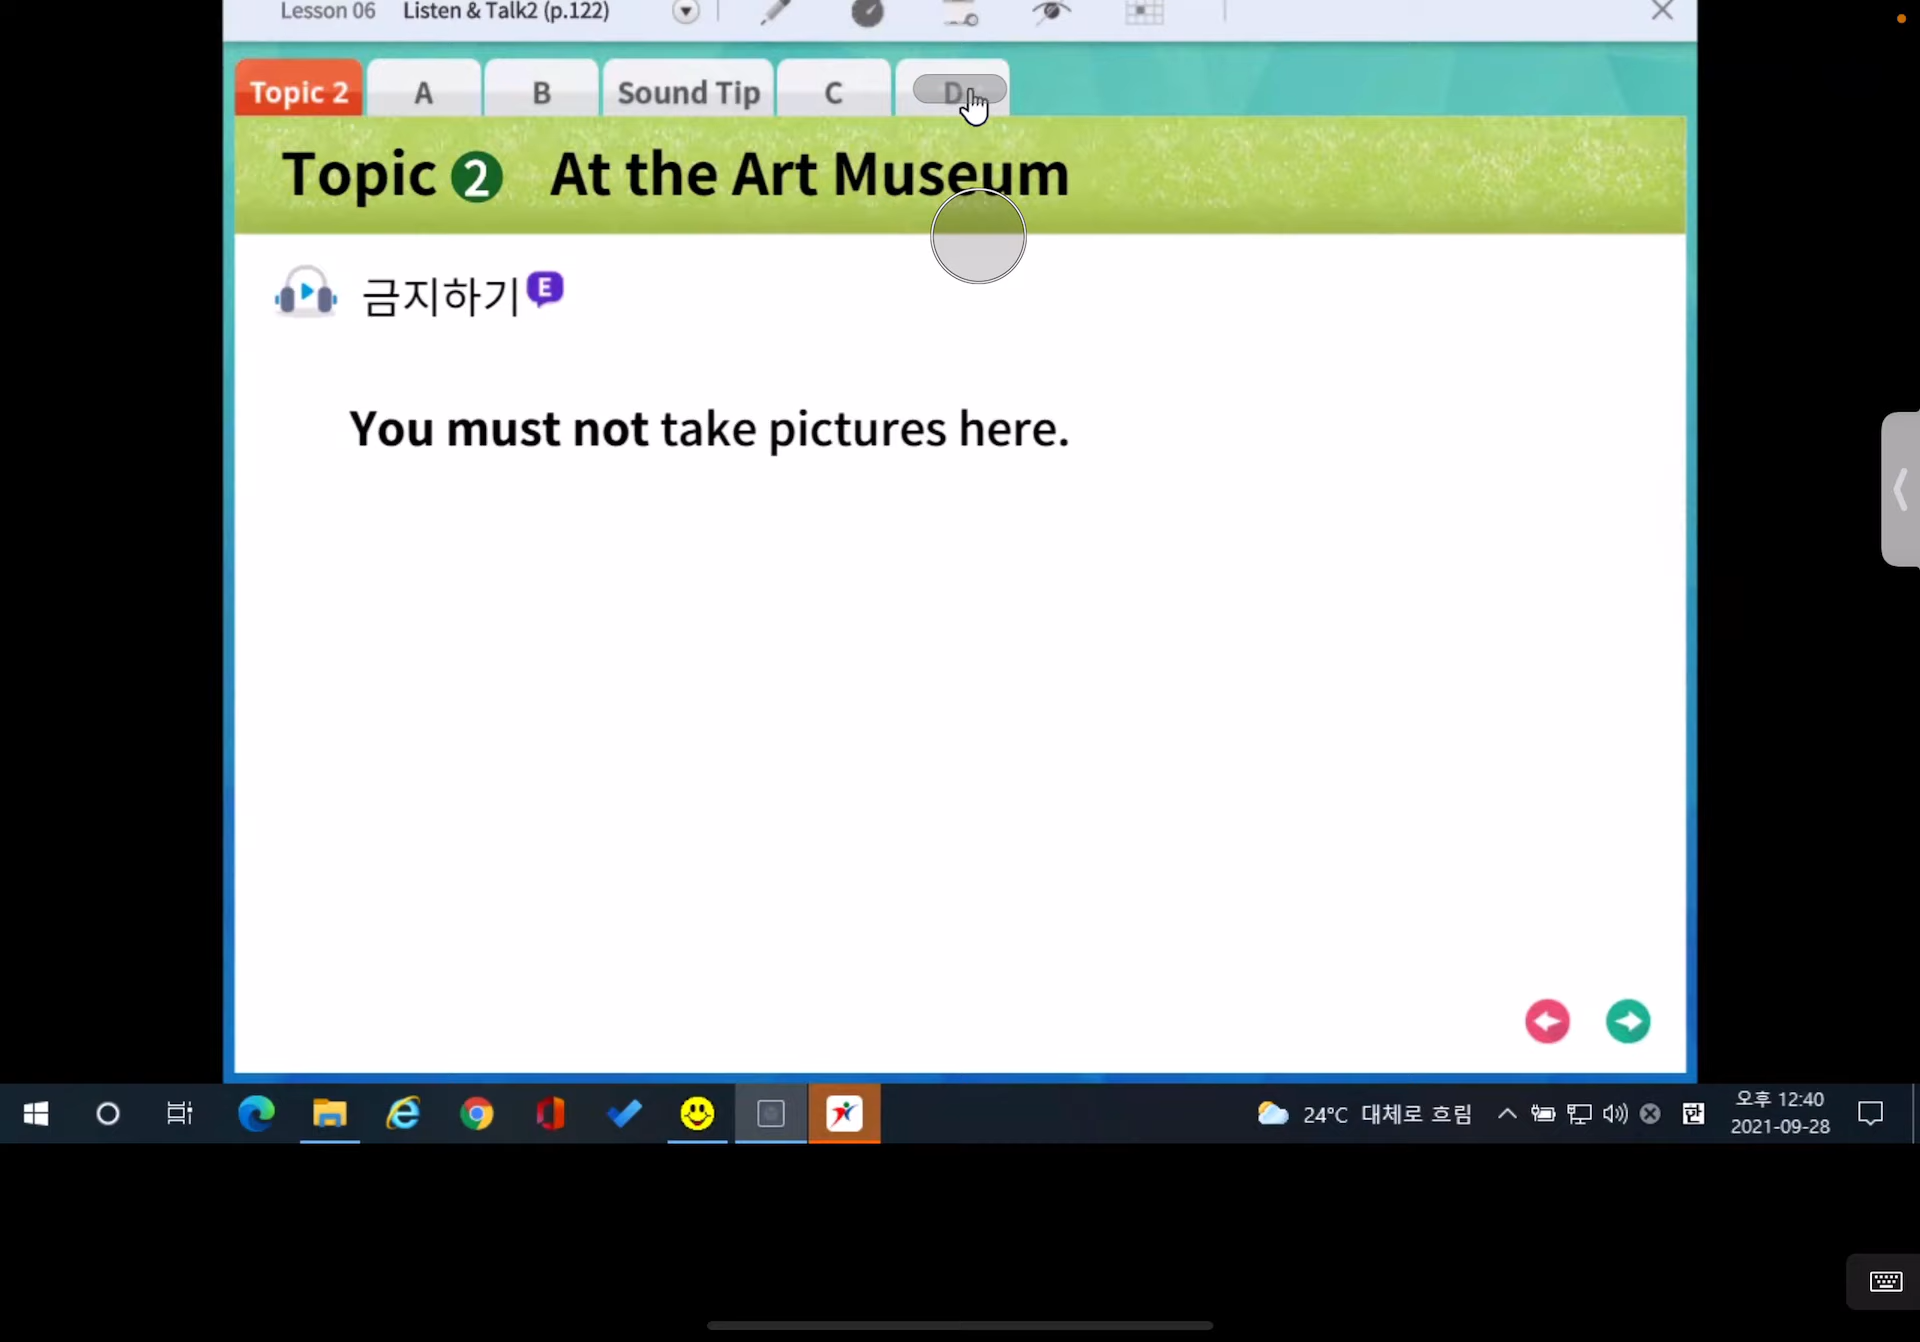 Lesson 06 Listen & Talk2 (p.122)
Topic 2 A B Sound Tip C D
Topic 2 At the Art Museum
금지하기 E
You must not take pictures here.
24°C 대체로 흐림 한 오후 12:40
2021-09-28